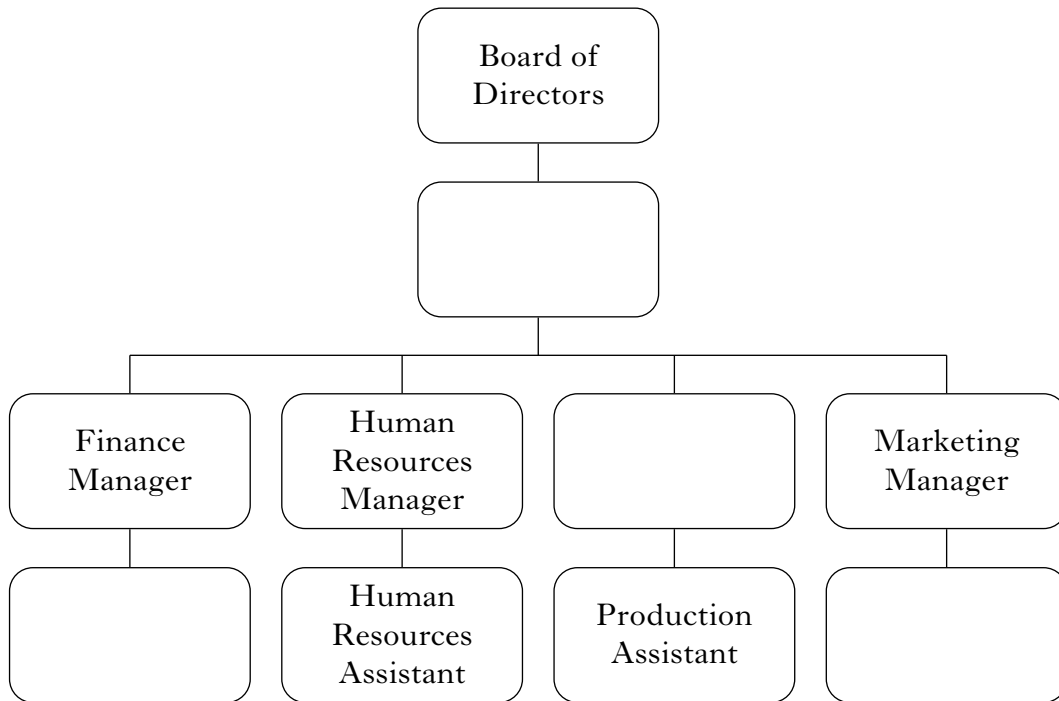 Board of
Directors
Finance
Manager
Human
Resources
Manager
Marketing
Manager
Human
Resources
Assistant
Production
Assistant